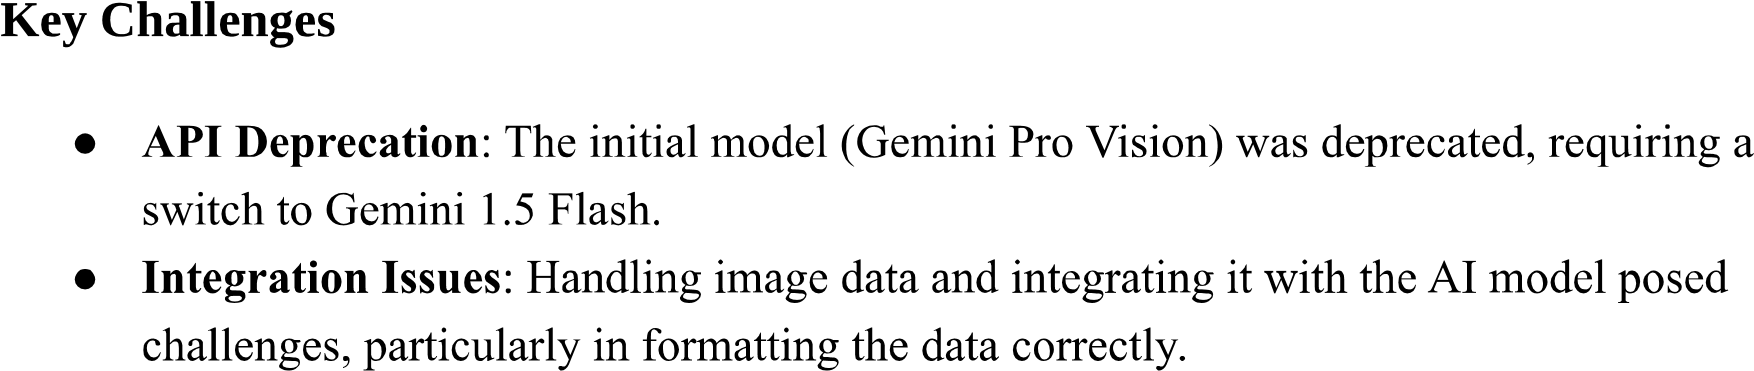 Key Challenges
● API Deprecation: The initial model (Gemini Pro Vision) was deprecated, requiring a
switch to Gemini 1.5 Flash.
● Integration Issues: Handling image data and integrating it with the AI model posed
challenges, particularly in formatting the data correctly.